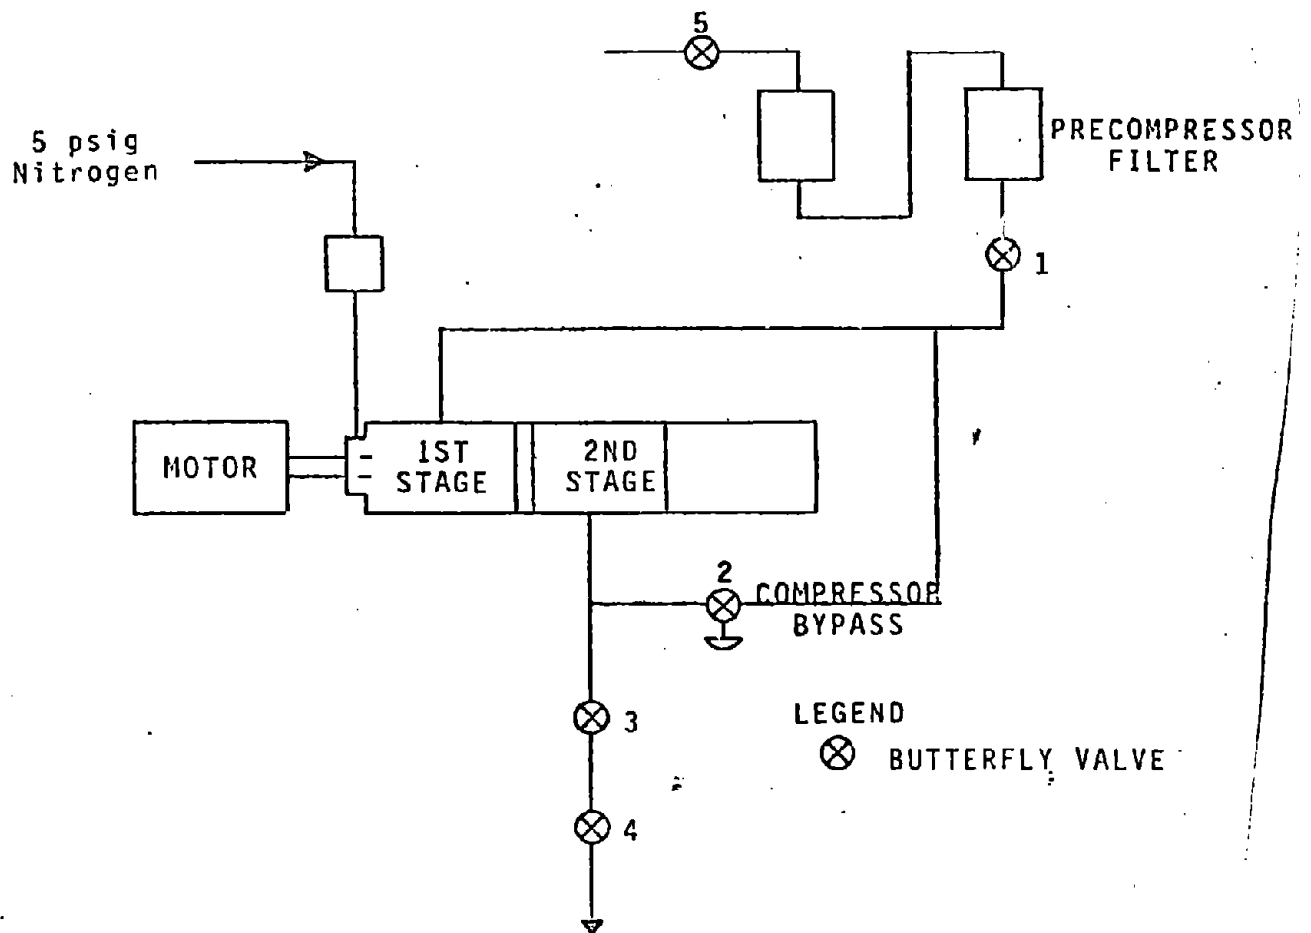 5
5 psig
Nitrogen
PRECOMPRESSOR
FILTER
1
MOTOR
1ST
STAGE
2ND
STAGE
2
COMPRESSOR
BYPASS
3
LEGEND
BUTTERFLY VALVE
4